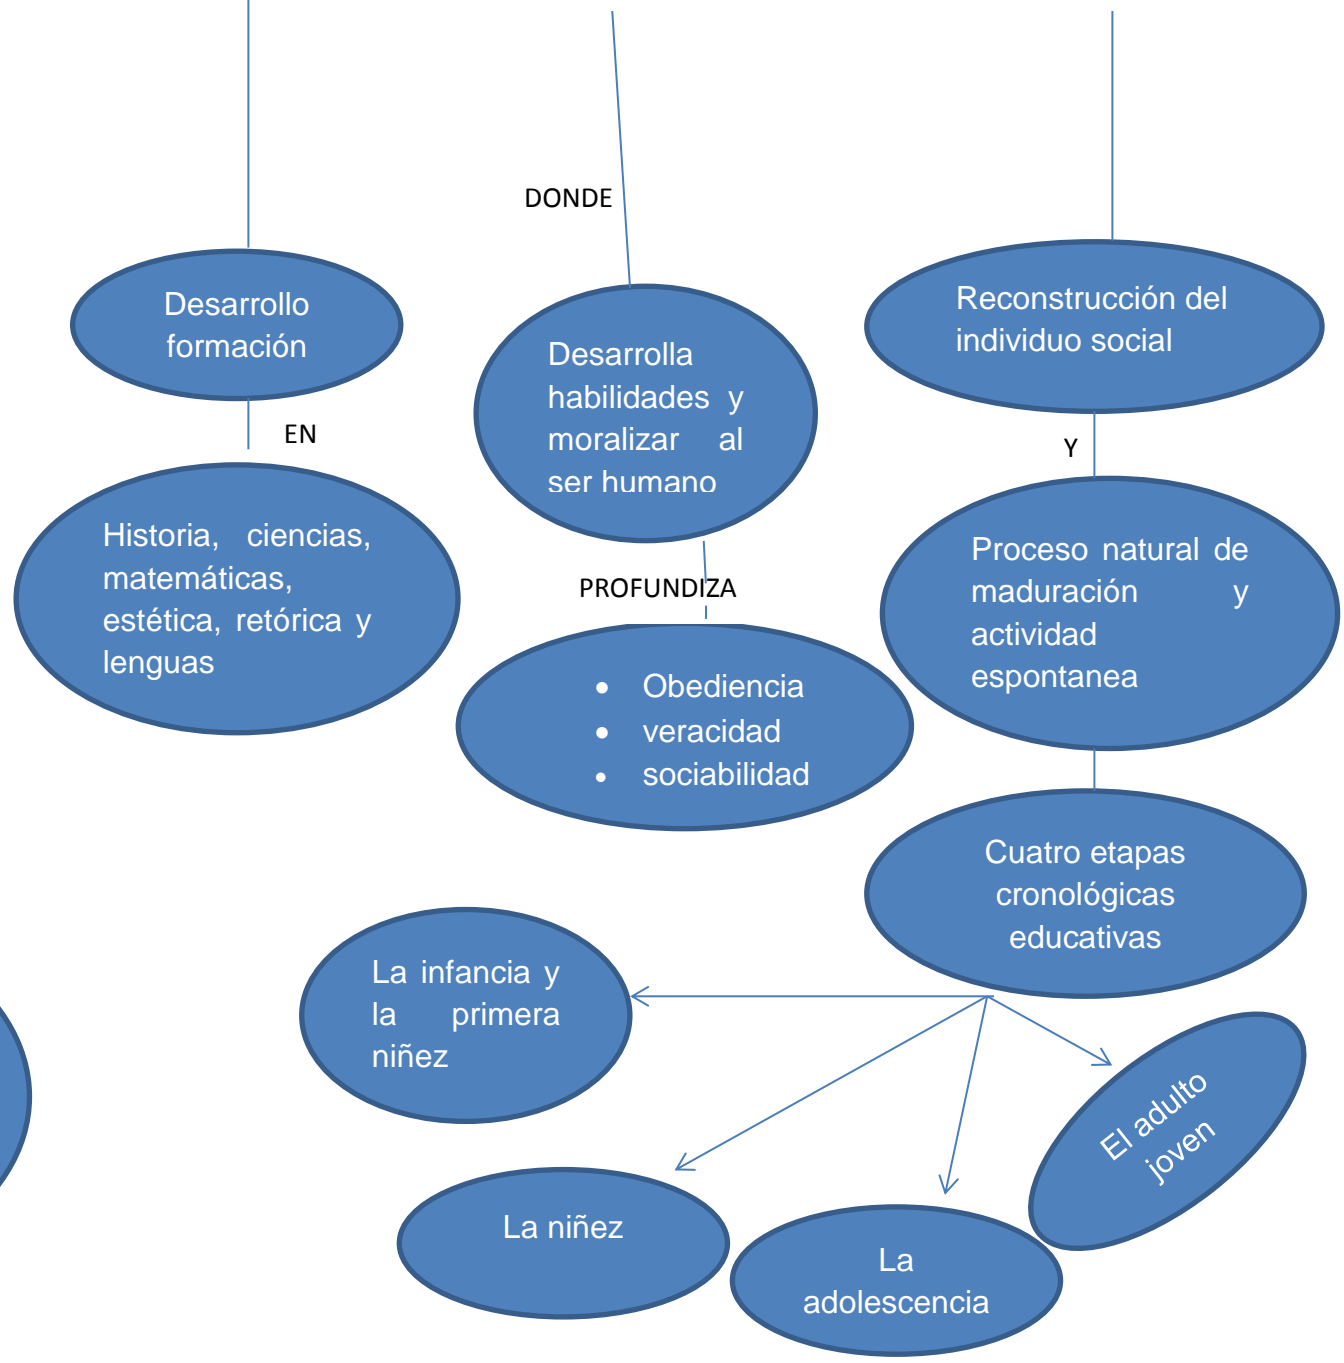 DONDE
Desarrollo
formación
EN
Historia, ciencias,
matemáticas,
estética, retórica y
lenguas
Desarrolla
habilidades y
moralizar al
ser humano
PROFUNDIZA
• Obediencia
• veracidad
• sociabilidad
Reconstrucción del
individuo social
Y
Proceso natural de
maduración y
actividad
espontanea
Cuatro etapas
cronológicas
educativas
La infancia y
la primera
niñez
La niñez
La
adolescencia
El adulto
joven